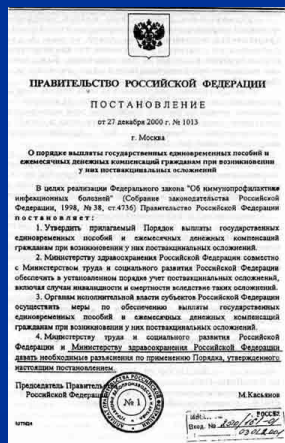 ПРАВИТЕЛЬСТВО РОССИЙСКОЙ ФЕДЕРАЦИИ
ПОСТАНОВЛЕНИЕ
от 27 декабря 2000 г. № 1013
г. Москва
О порядке выплаты государственных единовременных пособий и
ежемесячных денежных компенсаций гражданам при возникновении
у них поствакцинальных осложнений
В целях реализации Федерального закона "Об иммунопрофилактике
инфекционных болезней" (Собрание законодательства Российской
Федерации, 1998, № 38, ст.4736) Правительство Российской Федерации
постановляет:
1. Утвердить прилагаемый Порядок выплаты государственных
единовременных пособий и ежемесячных денежных компенсаций
гражданам при возникновении у них поствакцинальных осложнений.
2. Министерству здравоохранения Российской Федерации совместно
с Министерством труда и социального развития Российской Федерации
обеспечить в установленном порядке учет поствакцинальных осложнений,
включая случаи инвалидности и смертности вследствие таких осложнений.
3. Органам исполнительной власти субъектов Российской Федерации
осуществить меры по обеспечению выплаты государственных
единовременных пособий и ежемесячных денежных компенсаций
гражданам при возникновении у них поствакцинальных осложнений.
4. Министерству труда и социального развития Российской
Федерации и Министерству здравоохранения Российской Федерации
давать необходимые разъяснения по применению Порядка, утвержденного
настоящим постановлением.
Председатель Правительства
Российской Федерации
М.Касьянов
№ 1
Вход. №